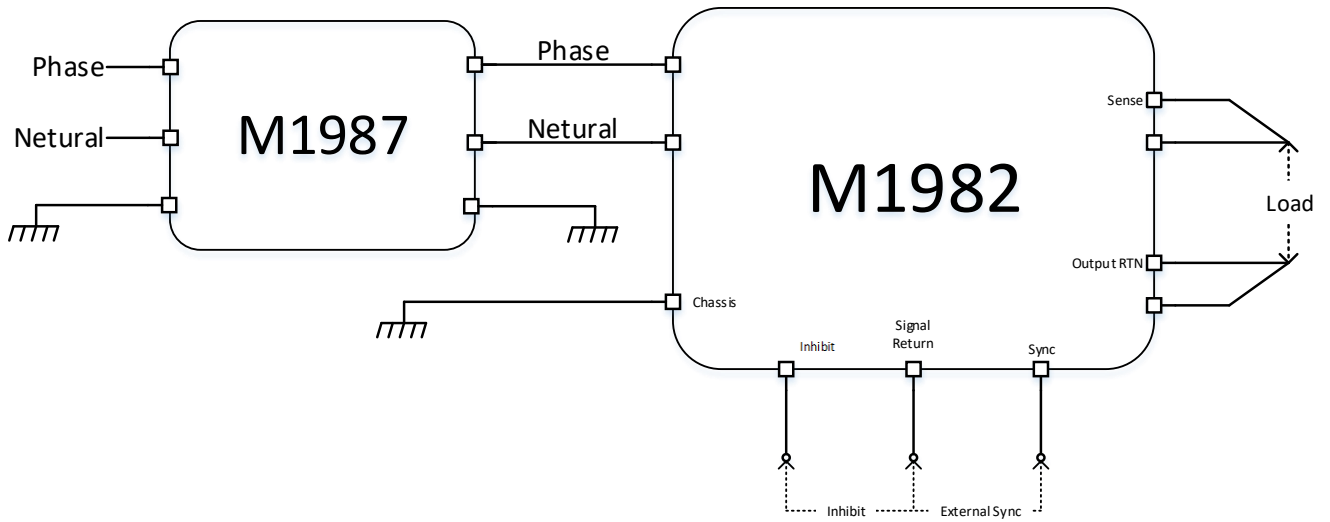 Phase
Netural
M1987
Phase
Netural
M1982
Sense
Output RTN
Load
Chassis
Inhibit
Signal
Return
Sync
Inhibit
External Sync